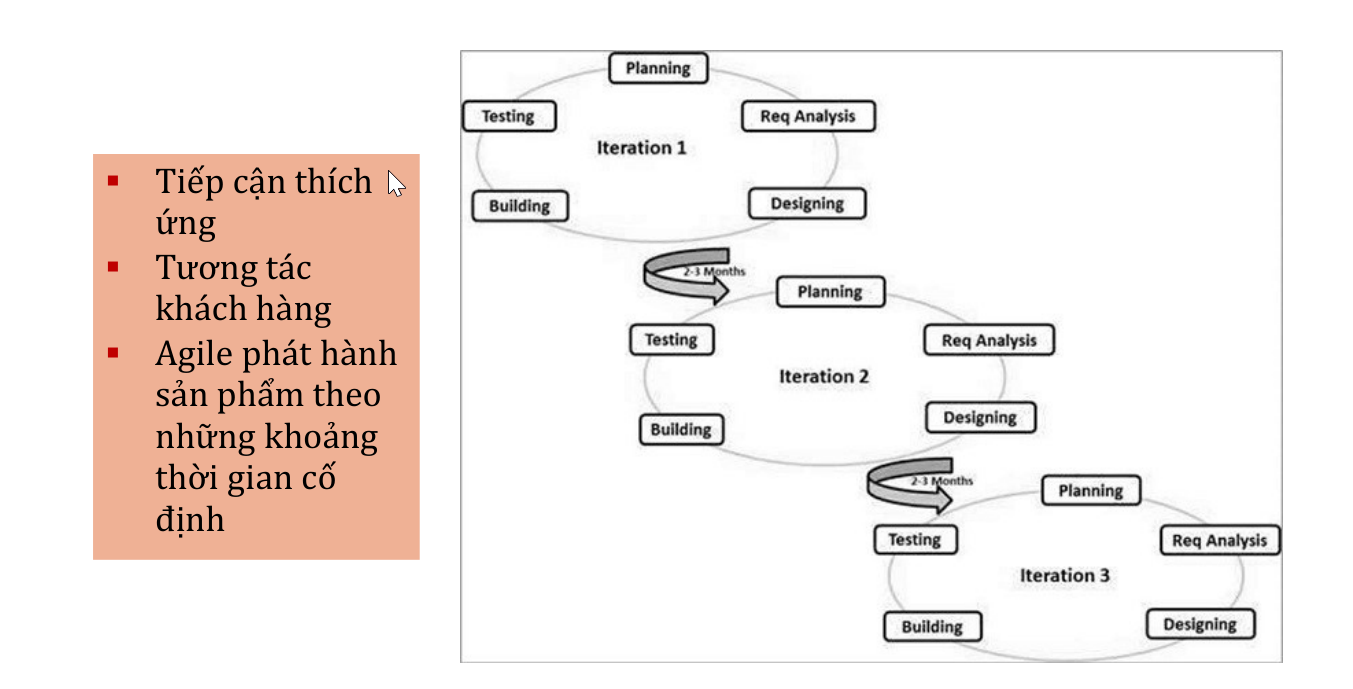 Tiếp cận thích
ứng
Tương tác
khách hàng
Agile phát hành
sản phẩm theo
những khoảng
thời gian cố
định
Planning
Testing
Req Analysis
Iteration 1
Building
Designing
2-3 Months
Planning
Testing
Req Analysis
Iteration 2
Building
Designing
2-3 Months
Planning
Testing
Req Analysis
Iteration 3
Building
Designing